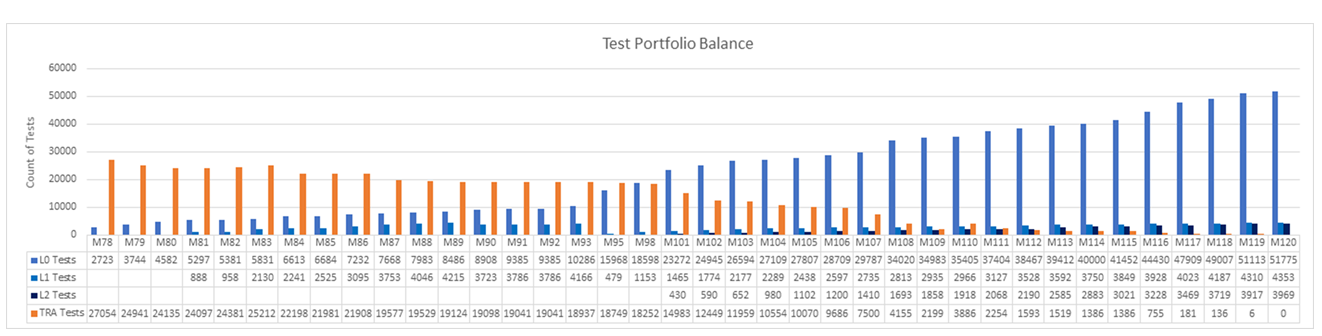 Test Portfolio Balance
60000
50000
40000
30000
20000
10000
0
Count of Tests
M78 M79 M80 M81 M82 M83 M84 M85 M86 M87 M88 M89 M90 M91 M92 M93 M95 M98 M101 M102 M103 M104 M105 M106 M107 M108 M109 M110 M111 M112 M113 M114 M115 M116 M117 M118 M119 M120
L0 Tests 2723 3744 4582 5297 5381 5831 6613 6684 7232 7668 7983 8486 8908 9385 9385 10286 15968 18598 23272 24945 26594 27109 27807 28709 29787 34020 34983 35405 37404 38467 39412 40000 41452 44430 47909 49007 51113 51775
L1 Tests 888 958 2130 2241 2525 3095 3753 4046 4215 3723 3786 3786 4166 479 1153 1465 1774 2177 2289 2438 2597 2735 2813 2935 2966 3127 3528 3592 3750 3849 3928 4023 4187 4310 4353
L2 Tests 430 590 652 980 1102 1200 1410 1693 1858 1918 2068 2190 2585 2883 3021 3228 3469 3719 3917 3969
TRA Tests 27054 24941 24135 24097 24381 25212 22198 21981 21908 19577 19529 19124 19098 19041 19041 18937 18749 18252 14983 12449 11959 10554 10070 9686 7500 4155 2199 3886 2254 1593 1519 1386 1386 755 181 136 6 0